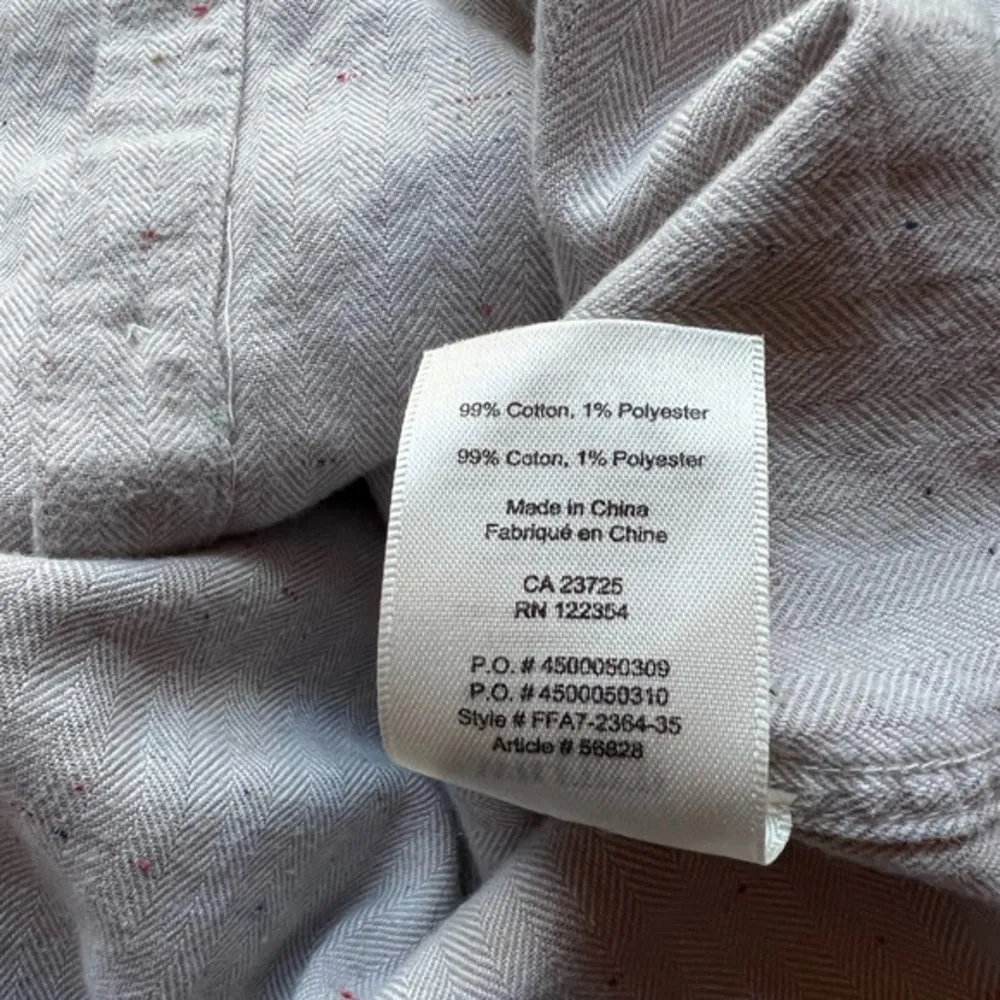 99% Cotton, 1% Polyester
99% Coton, 1% Polyester
Made in China
Fabriqué en Chine
CA 23725
RN 122354
P.O. # 4500050309
P.O. # 4500050310
Style # FFA7-2364-35
Article # 56828